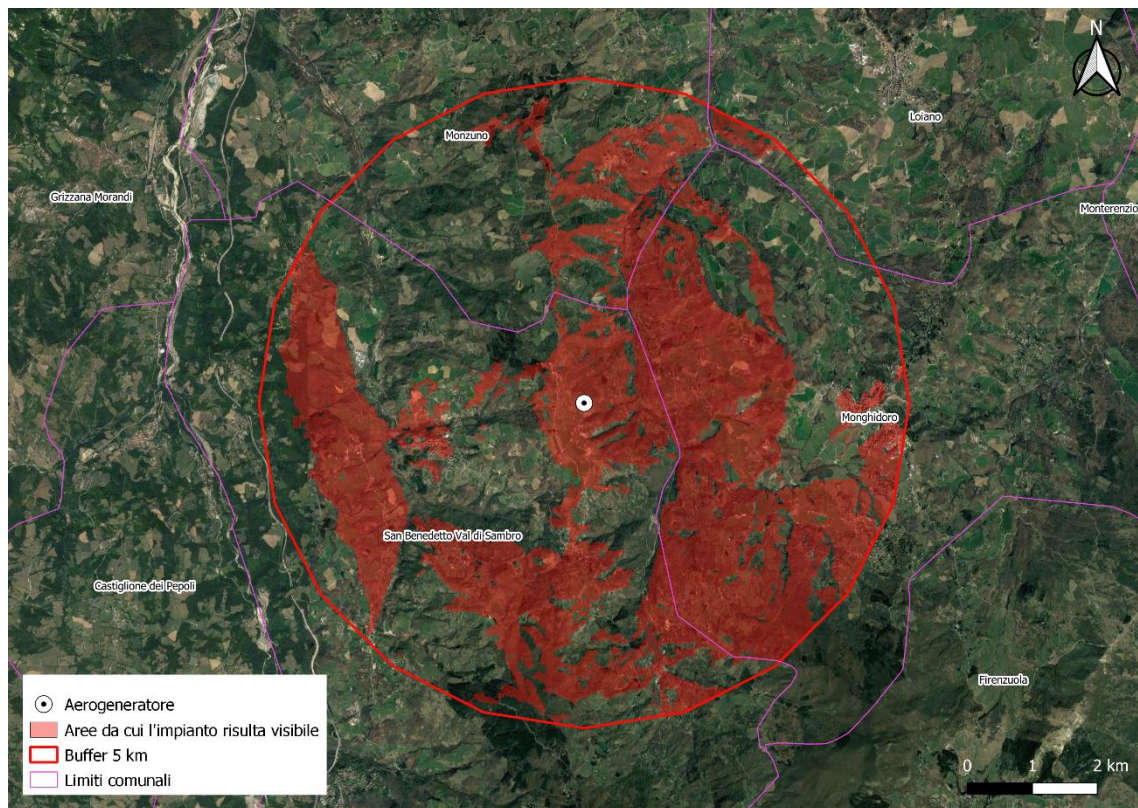 N
Loiano
Monzuno
Grizzana Morandi
Monterenzio
Monghidoro
San Benedetto Val di Sambro
Castiglione dei Pepoli
Firenzuola
Aerogeneratore
Aree da cui l'impianto risulta visibile
Buffer 5 km
Limiti comunali
0 1 2 km